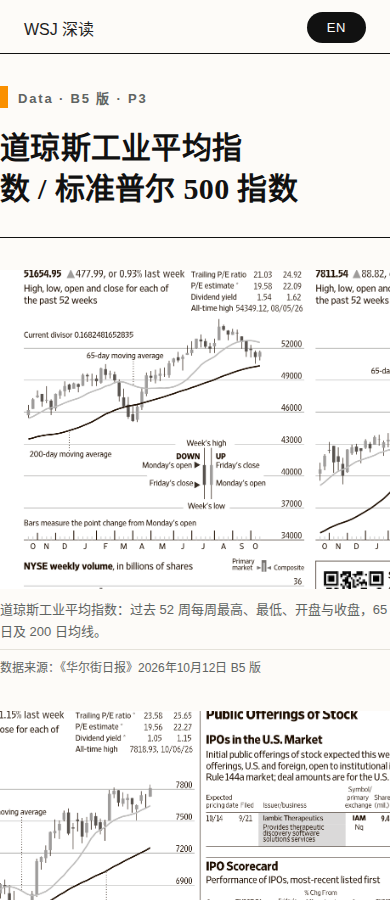 WSJ 深读
EN
Data · B5 版 · P3
道琼斯工业平均指
数 / 标准普尔 500 指数
51654.95 ▲477.99, or 0.93% last week
High, low, open and close for each of
the past 52 weeks
Trailing P/E ratio 21.03 24.92
P/E estimate * 19.58 22.09
Dividend yield 1.54 1.62
All-time high 54349.12, 08/05/26
7811.54 ▲88.82,
High, low, open and
the past 52 weeks
Current divisor 0.1682481652835
65-day moving average
65-da
52000
49000
46000
43000
40000
37000
34000
200-day moving average
Week's high
DOWN UP
Monday's open Friday's close
Friday's close Monday's open
Week's low
Bars measure the point change from Monday's open
O N D J F M A M J J A S O
O N D
NYSE weekly volume, in billions of shares
Primary market Composite
36
道琼斯工业平均指数：过去 52 周每周最高、最低、开盘与收盘，65
日及 200 日均线。
数据来源：《华尔街日报》2026年10月12日 B5 版
1.15% last week
ose for each of
Trailing P/E ratio * 23.58 25.65
P/E estimate * 19.56 22.27
Dividend yield * 1.05 1.15
All-time high 7818.93, 10/06/26
7800
7500
7200
6900
oving average
Public Offerings of Stock
IPOs in the U.S. Market
Initial public offerings of stock expected this we
offerings, U.S. and foreign, open to institutional i
Rule 144a market; deal amounts are for the U.S.
Expected pricing date Filed Issuer/business Symbol/ primary exchange Share (mil.)
10/14 9/21 Iambic Therapeutics IAM 9.4
Provides therapeutic Nq
discovery software
solutions services
IPO Scorecard
Performance of IPOs, most-recent listed first
% Chg From